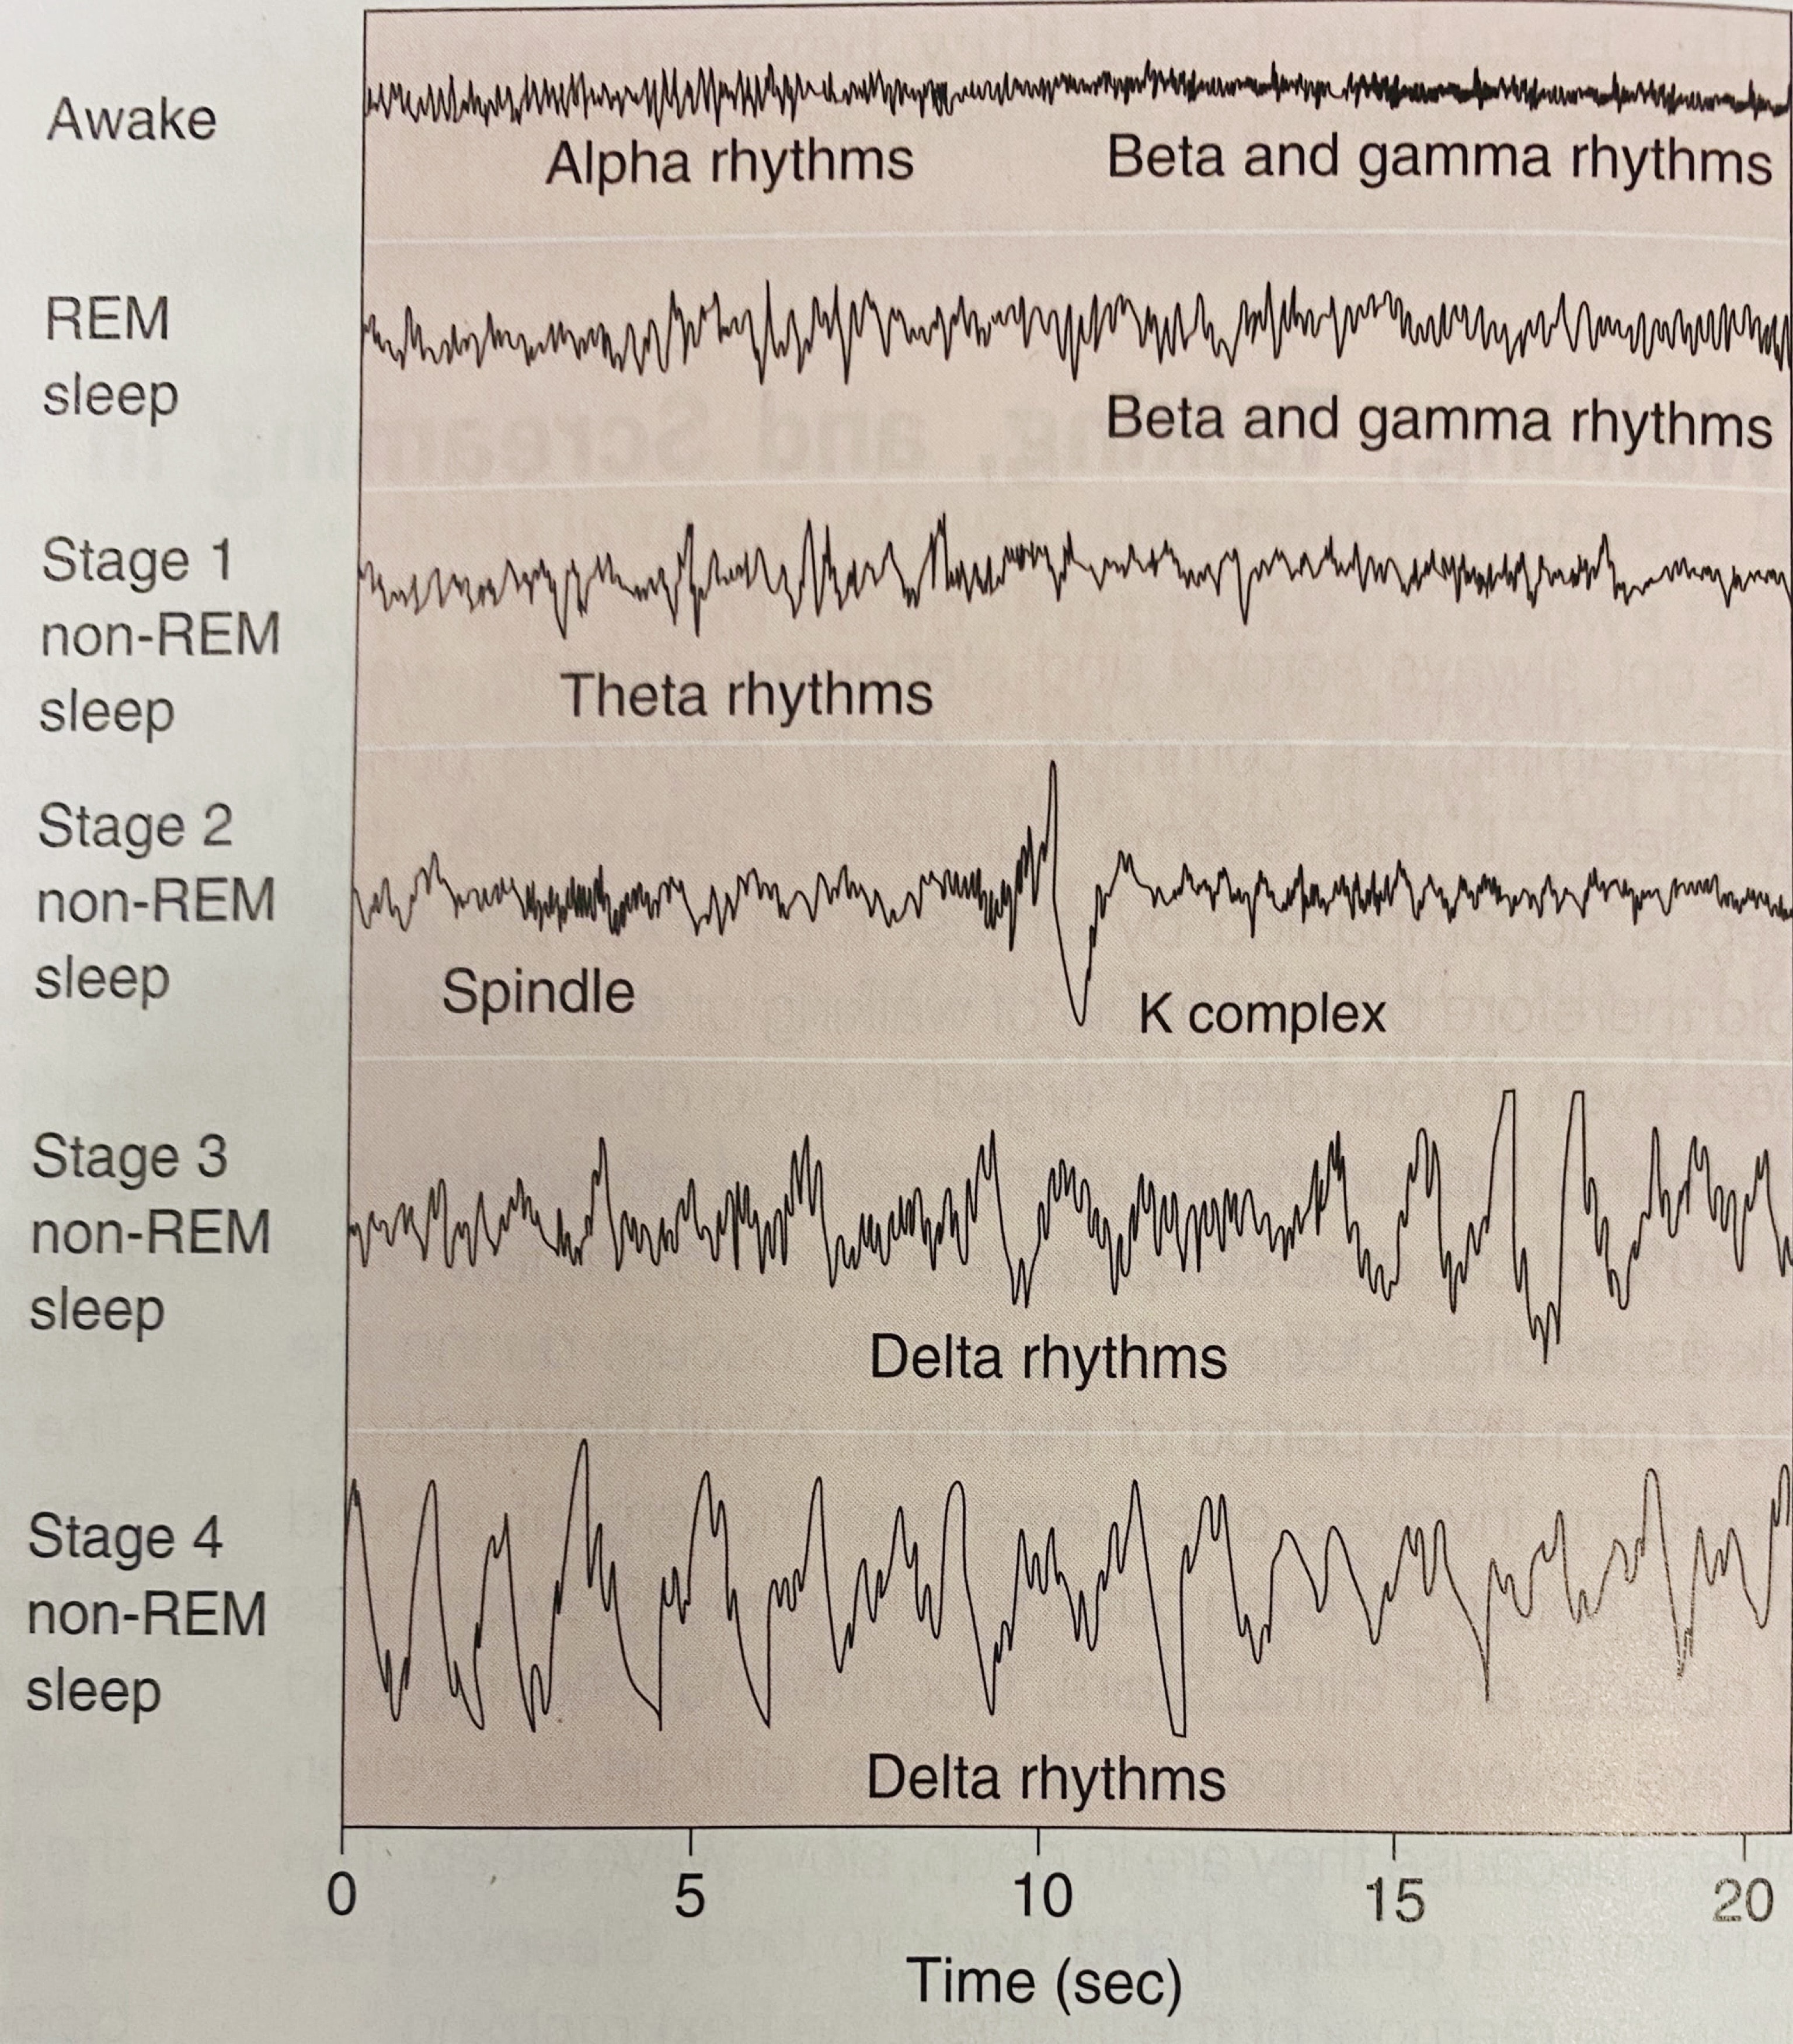 Awake
Alpha rhythms
Beta and gamma rhythms
REM
sleep
Beta and gamma rhythms
Stage 1
non-REM
sleep
Theta rhythms
Stage 2
non-REM
sleep
Spindle
K complex
Stage 3
non-REM
sleep
Delta rhythms
Stage 4
non-REM
sleep
Delta rhythms
0 5 10 15 20
Time (sec)